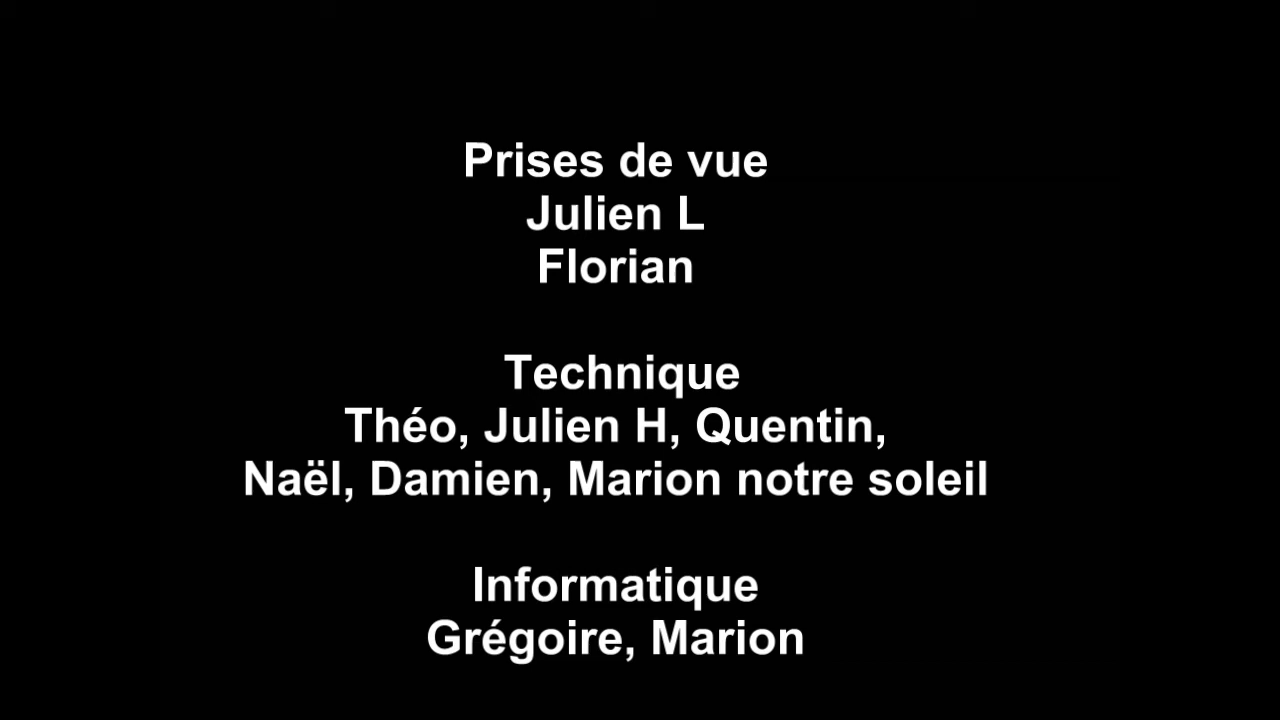 Prises de vue
Julien L
Florian
Technique
Théo, Julien H, Quentin,
Naël, Damien, Marion notre soleil
Informatique
Grégoire, Marion